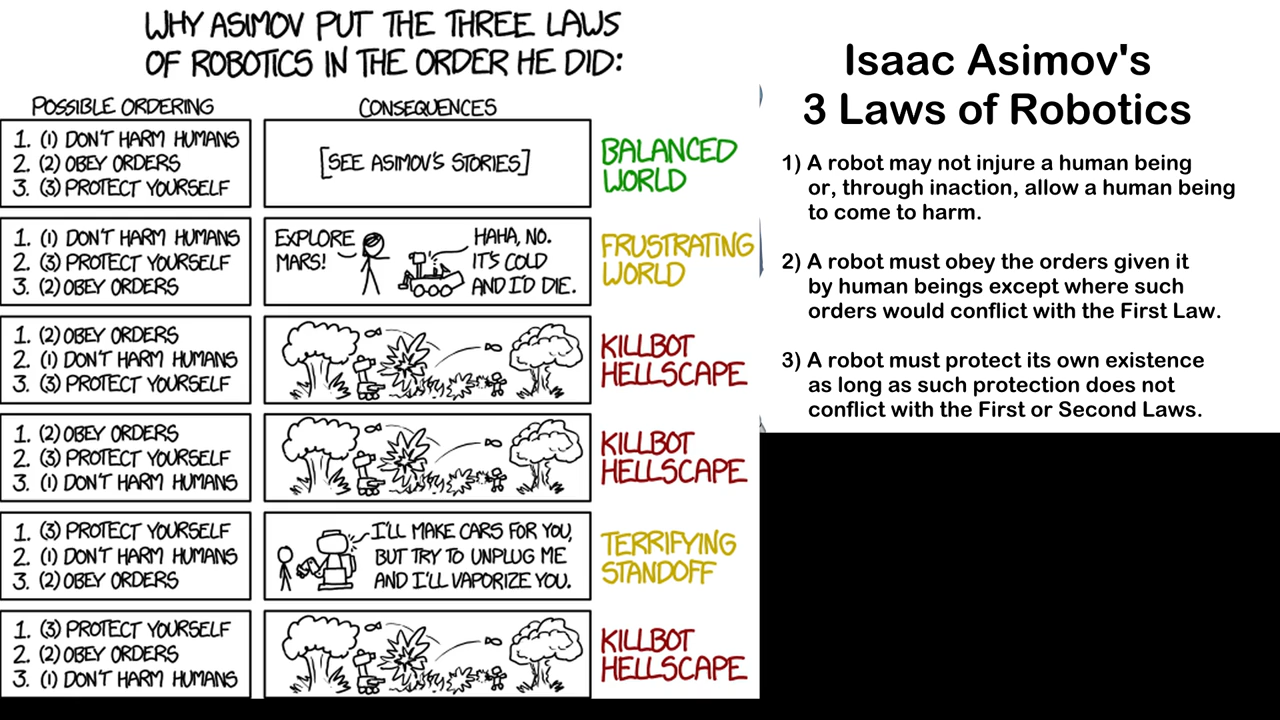 WHY ASIMOV PUT THE THREE LAWS
OF ROBOTICS IN THE ORDER HE DID:
POSSIBLE ORDERING
CONSEQUENCES
1. (1) DON'T HARM HUMANS
2. (2) OBEY ORDERS
3. (3) PROTECT YOURSELF
[SEE ASIMOV'S STORIES]
BALANCED
WORLD
1. (1) DON'T HARM HUMANS
2. (3) PROTECT YOURSELF
3. (2) OBEY ORDERS
EXPLORE
MARS!
HAHA, NO.
IT'S COLD
AND I'D DIE.
FRUSTRATING
WORLD
1. (2) OBEY ORDERS
2. (1) DON'T HARM HUMANS
3. (3) PROTECT YOURSELF
KILLBOT
HELLSCAPE
1. (2) OBEY ORDERS
2. (3) PROTECT YOURSELF
3. (1) DON'T HARM HUMANS
KILLBOT
HELLSCAPE
1. (3) PROTECT YOURSELF
2. (1) DON'T HARM HUMANS
3. (2) OBEY ORDERS
I'LL MAKE CARS FOR YOU,
BUT TRY TO UNPLUG ME
AND I'LL VAPORIZE YOU.
TERRIFYING
STANDOFF
1. (3) PROTECT YOURSELF
2. (2) OBEY ORDERS
3. (1) DON'T HARM HUMANS
KILLBOT
HELLSCAPE
Isaac Asimov's
3 Laws of Robotics
1) A robot may not injure a human being
or, through inaction, allow a human being
to come to harm.
2) A robot must obey the orders given it
by human beings except where such
orders would conflict with the First Law.
3) A robot must protect its own existence
as long as such protection does not
conflict with the First or Second Laws.